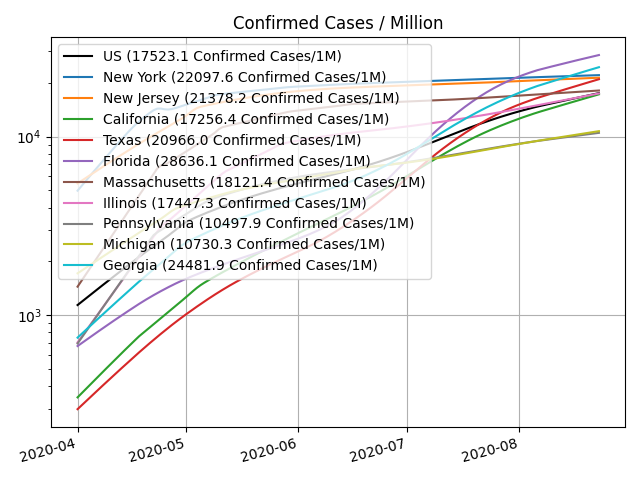 Confirmed Cases / Million
US (17523.1 Confirmed Cases/1M)
New York (22097.6 Confirmed Cases/1M)
New Jersey (21378.2 Confirmed Cases/1M)
California (17256.4 Confirmed Cases/1M)
Texas (20966.0 Confirmed Cases/1M)
Florida (28636.1 Confirmed Cases/1M)
Massachusetts (18121.4 Confirmed Cases/1M)
Illinois (17447.3 Confirmed Cases/1M)
Pennsylvania (10497.9 Confirmed Cases/1M)
Michigan (10730.3 Confirmed Cases/1M)
Georgia (24481.9 Confirmed Cases/1M)
10⁴
10³
2020-04
2020-05
2020-06
2020-07
2020-08